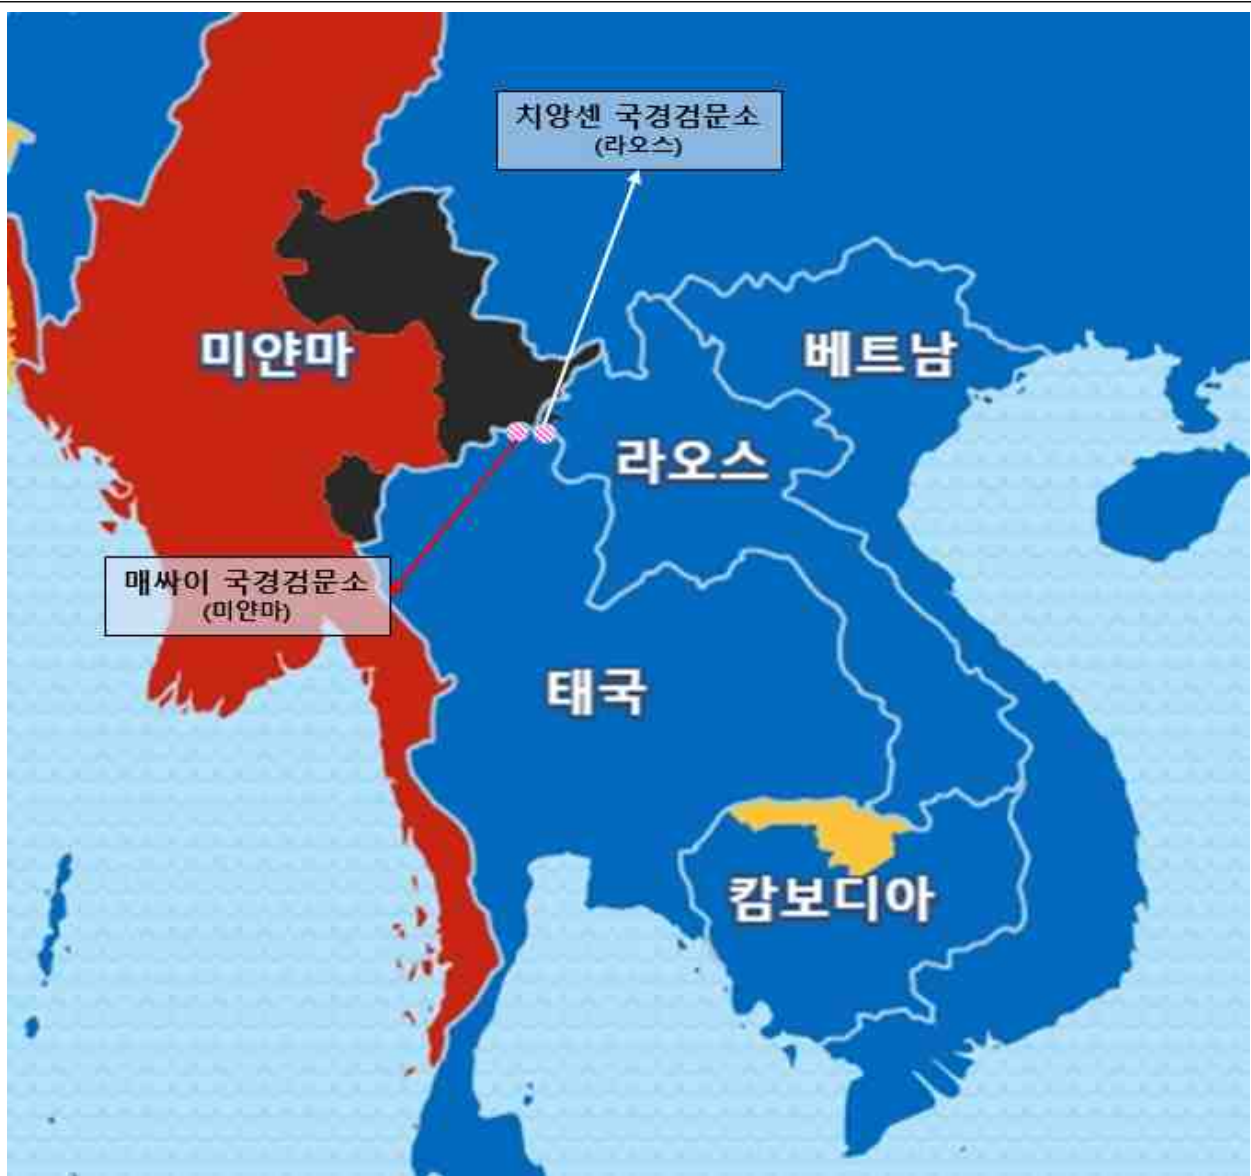 치앙센 국경검문소
(라오스)
미얀마
베트남
라오스
매싸이 국경검문소
(미얀마)
태국
캄보디아